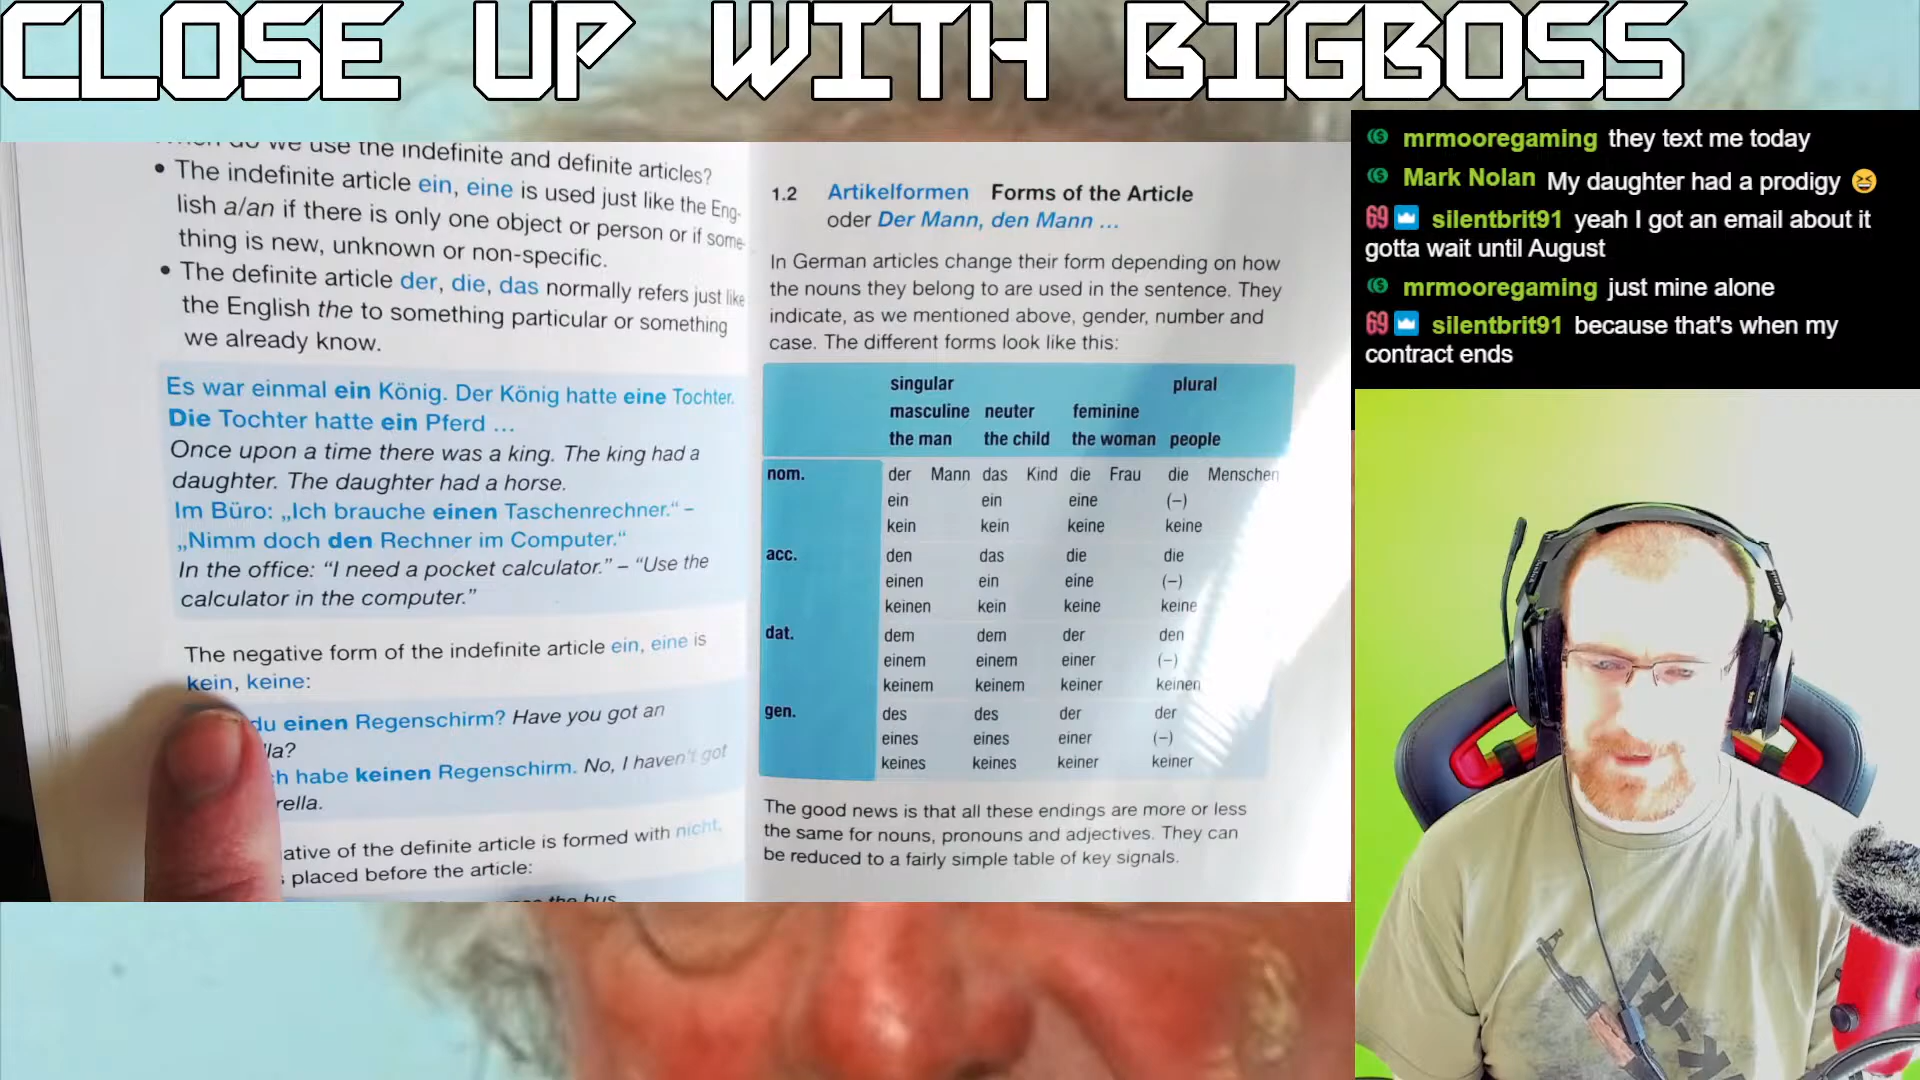 CLOSE UP WITH BIGBOSS
we use the indefinite and definite articles?
• The indefinite article ein, eine is used just like the Eng-
lish a/an if there is only one object or person or if some-
thing is new, unknown or non-specific.
• The definite article der, die, das normally refers just like
the English the to something particular or something
we already know.
Es war einmal ein König. Der König hatte eine Tochter.
Die Tochter hatte ein Pferd ...
Once upon a time there was a king. The king had a
daughter. The daughter had a horse.
Im Büro: „Ich brauche einen Taschenrechner.“ –
„Nimm doch den Rechner im Computer.“
In the office: “I need a pocket calculator.” – “Use the
calculator in the computer.”
The negative form of the indefinite article ein, eine is
kein, keine:
du einen Regenschirm? Have you got an
la?
ch habe keinen Regenschirm. No, I haven't got
rella.
ative of the definite article is formed with nicht,
placed before the article:
the bus
1.2 Artikelformen Forms of the Article
oder Der Mann, den Mann ...
In German articles change their form depending on how
the nouns they belong to are used in the sentence. They
indicate, as we mentioned above, gender, number and
case. The different forms look like this:
singular plural
masculine neuter feminine
the man the child the woman people
nom. der Mann das Kind die Frau die Menschen
ein ein eine (–)
kein kein keine keine
acc. den das die die
einen ein eine (–)
keinen kein keine keine
dat. dem dem der den
einem einem einer (–)
keinem keinem keiner keinen
gen. des des der der
eines eines einer (–)
keines keines keiner keiner
The good news is that all these endings are more or less
the same for nouns, pronouns and adjectives. They can
be reduced to a fairly simple table of key signals.
mrmooregaming they text me today
Mark Nolan My daughter had a prodigy 😆
69 silentbrit91 yeah I got an email about it
gotta wait until August
mrmooregaming just mine alone
69 silentbrit91 because that's when my
contract ends